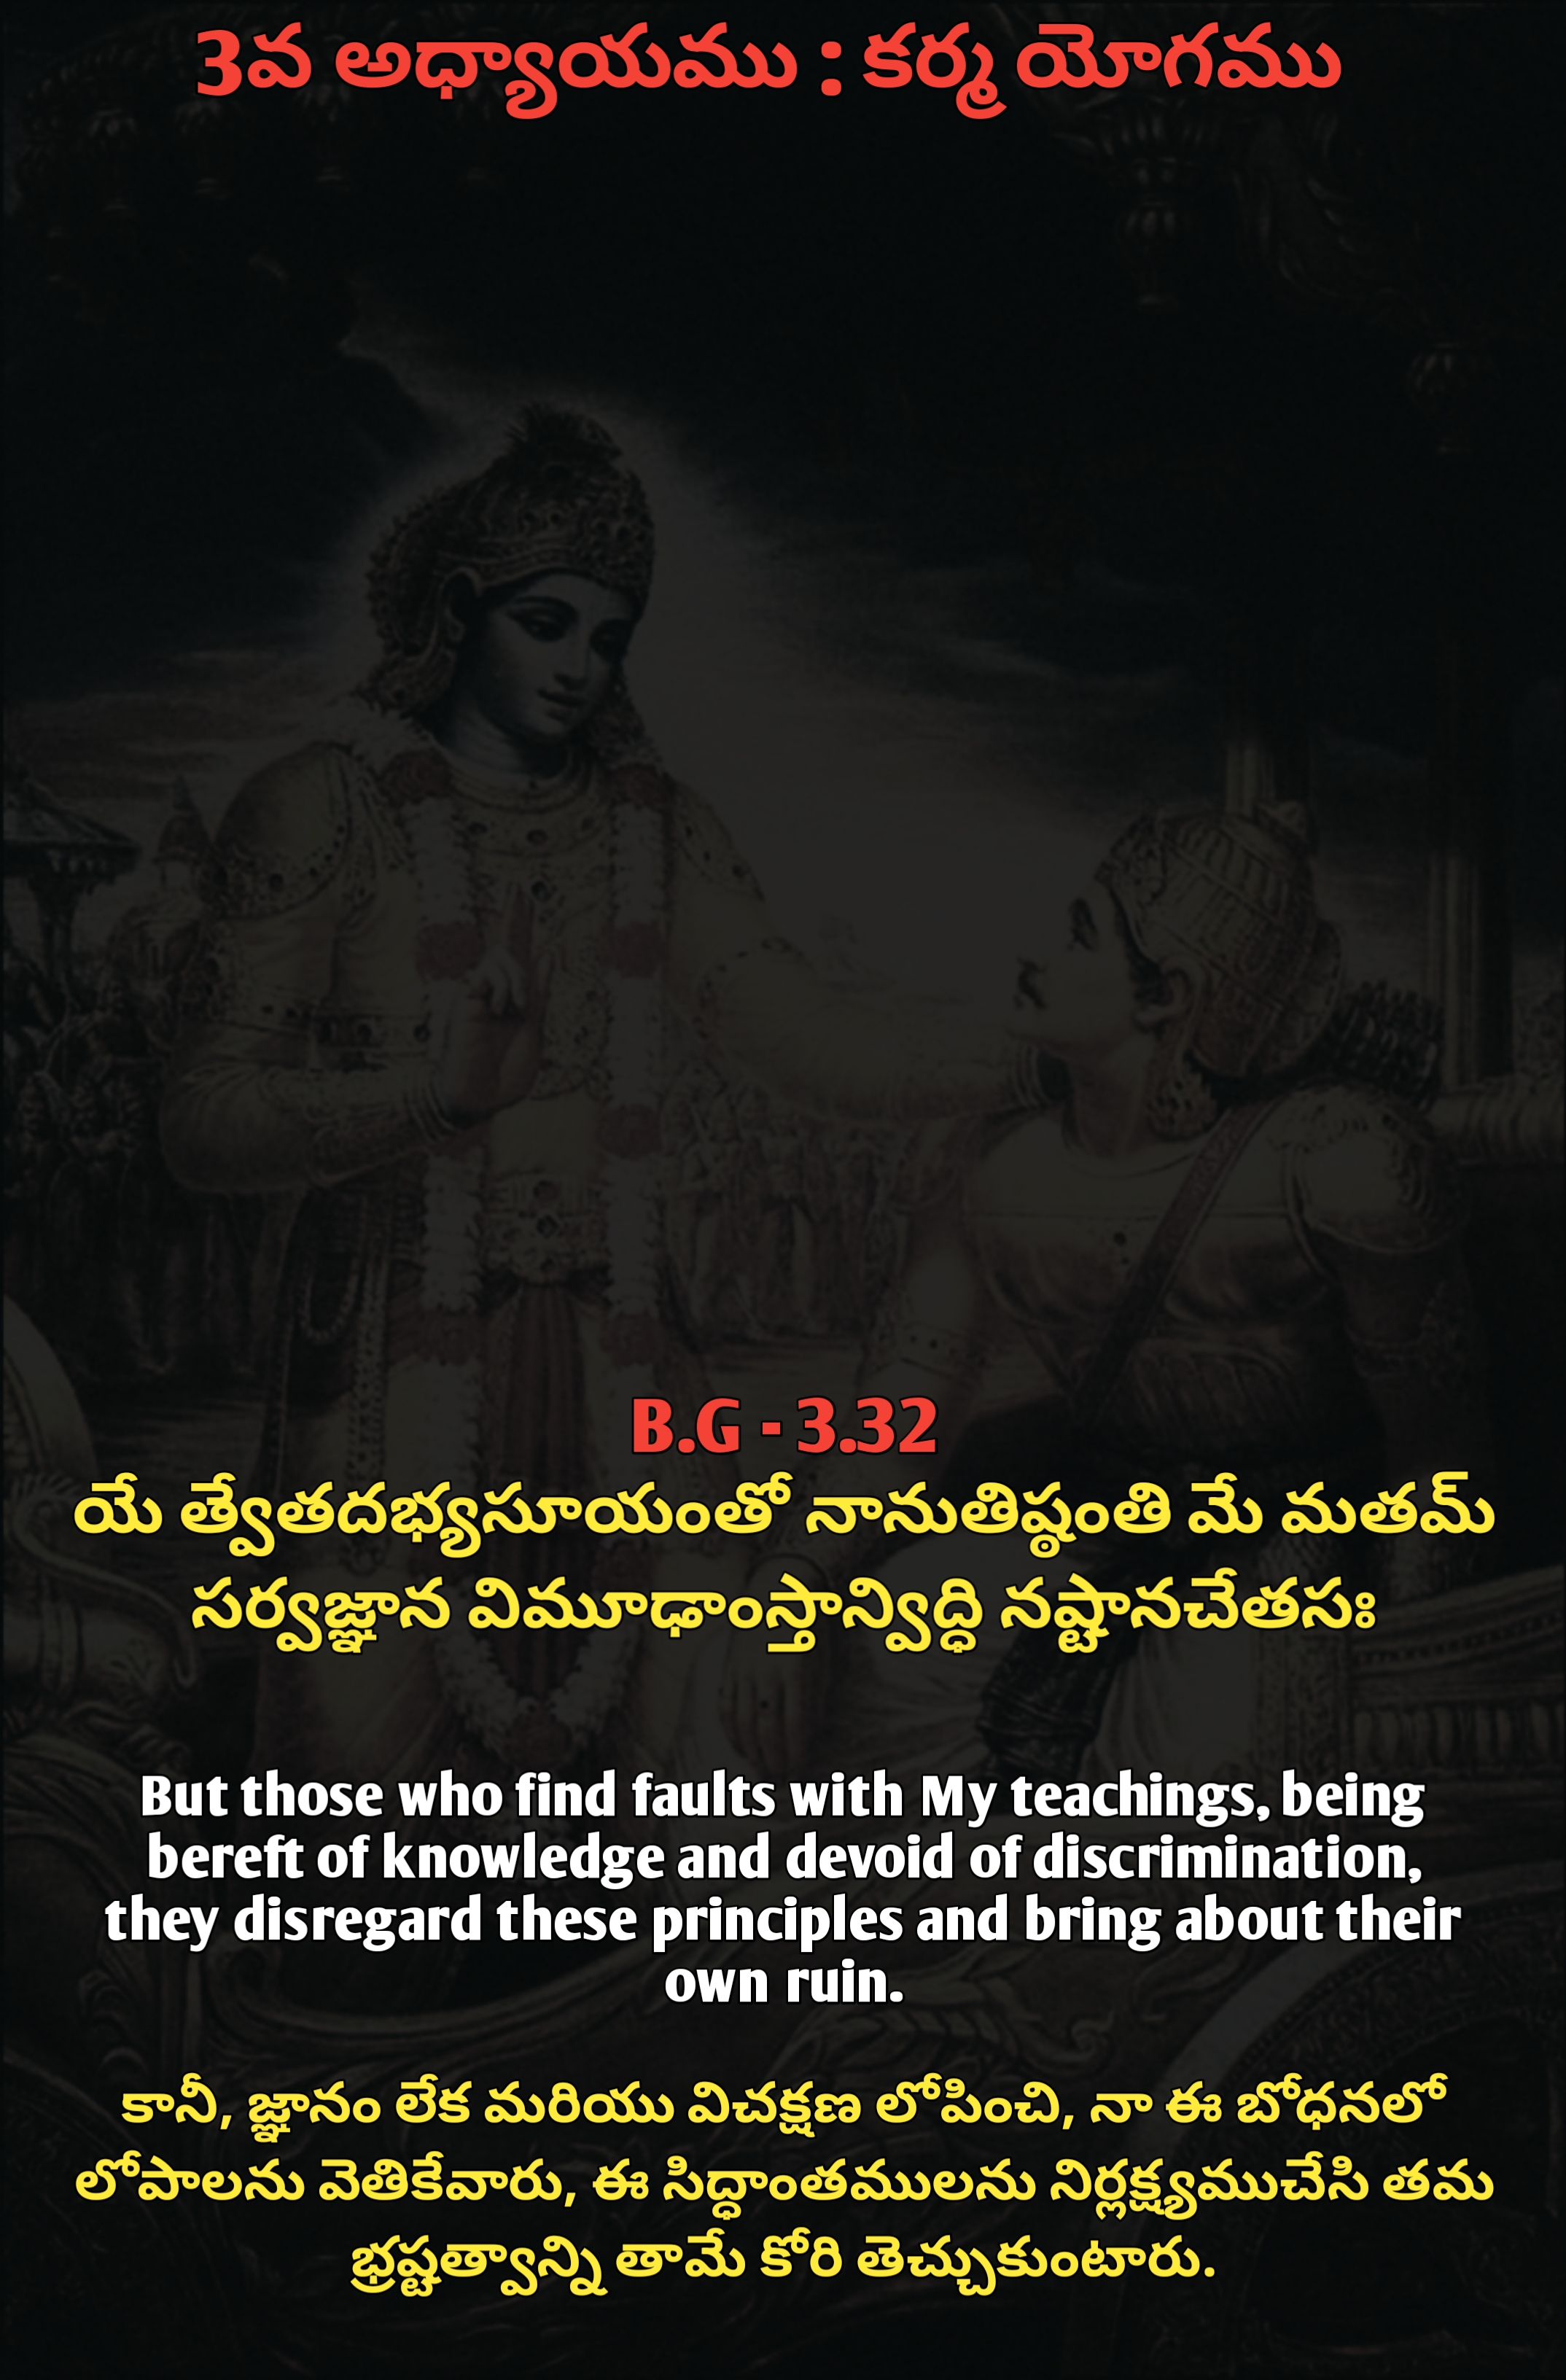 3వ అధ్యాయము : కర్మ యోగము
B.G - 3.32
యే త్వేతదభ్యసూయంతో నానుతిష్ఠంతి మే మతమ్
సర్వజ్ఞాన విమూఢాంస్తాన్విద్ధి నష్టానచేతసః
But those who find faults with My teachings, being
bereft of knowledge and devoid of discrimination,
they disregard these principles and bring about their
own ruin.
కానీ, జ్ఞానం లేక మరియు విచక్షణ లోపించి, నా ఈ బోధనలో
లోపాలను వెతికేవారు, ఈ సిద్ధాంతములను నిర్లక్ష్యముచేసి తమ
భ్రష్టత్వాన్ని తామే కోరి తెచ్చుకుంటారు.